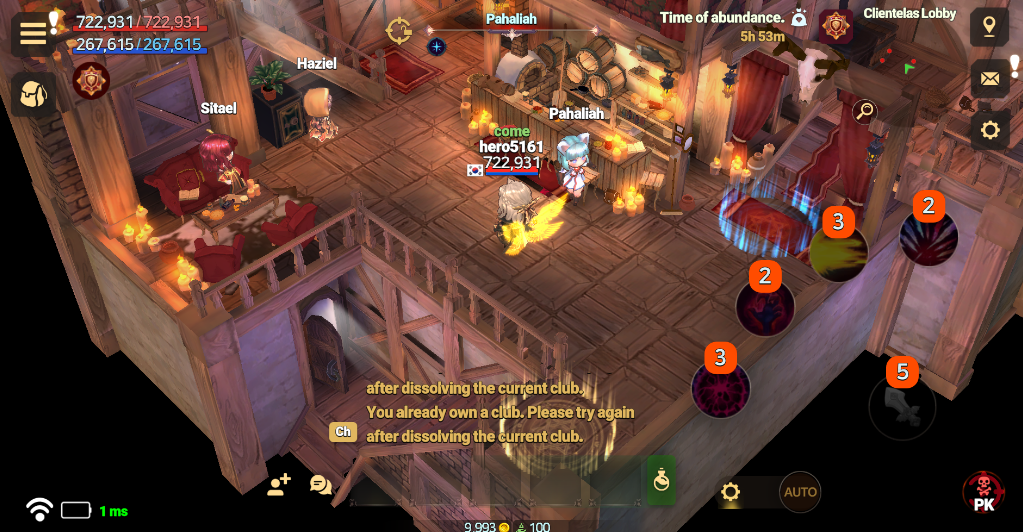 722,931/722,931
267,615/267,615
Pahaliah
Time of abundance.
5h 53m
Clientelas Lobby
Haziel
Sitael
Pahaliah
come
hero5161
722,931
3
2
2
3
5
after dissolving the current club.
You already own a club. Please try again
after dissolving the current club.
Ch
AUTO
PK
1 ms
9,993
100